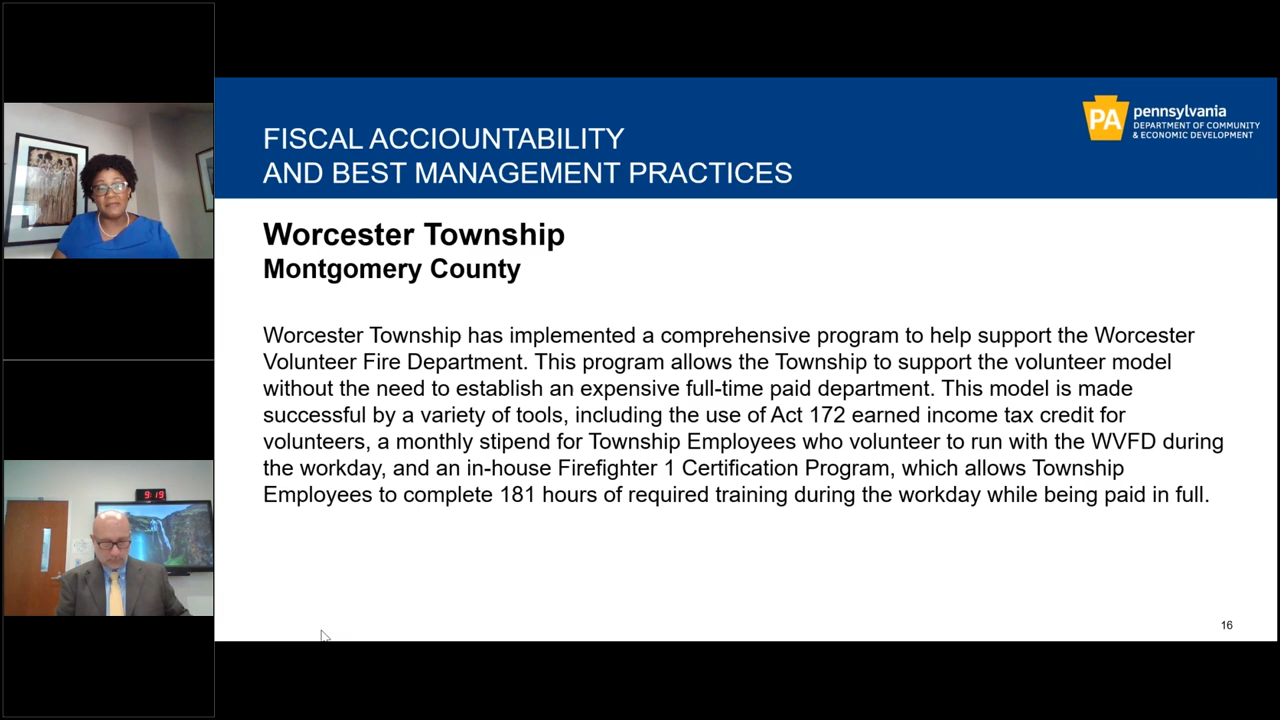 FISCAL ACCIOUNTABILITY
AND BEST MANAGEMENT PRACTICES
PA
pennsylvania
DEPARTMENT OF COMMUNITY
& ECONOMIC DEVELOPMENT
Worcester Township
Montgomery County
Worcester Township has implemented a comprehensive program to help support the Worcester
Volunteer Fire Department. This program allows the Township to support the volunteer model
without the need to establish an expensive full-time paid department. This model is made
successful by a variety of tools, including the use of Act 172 earned income tax credit for
volunteers, a monthly stipend for Township Employees who volunteer to run with the WVFD during
the workday, and an in-house Firefighter 1 Certification Program, which allows Township
Employees to complete 181 hours of required training during the workday while being paid in full.
9:19
16